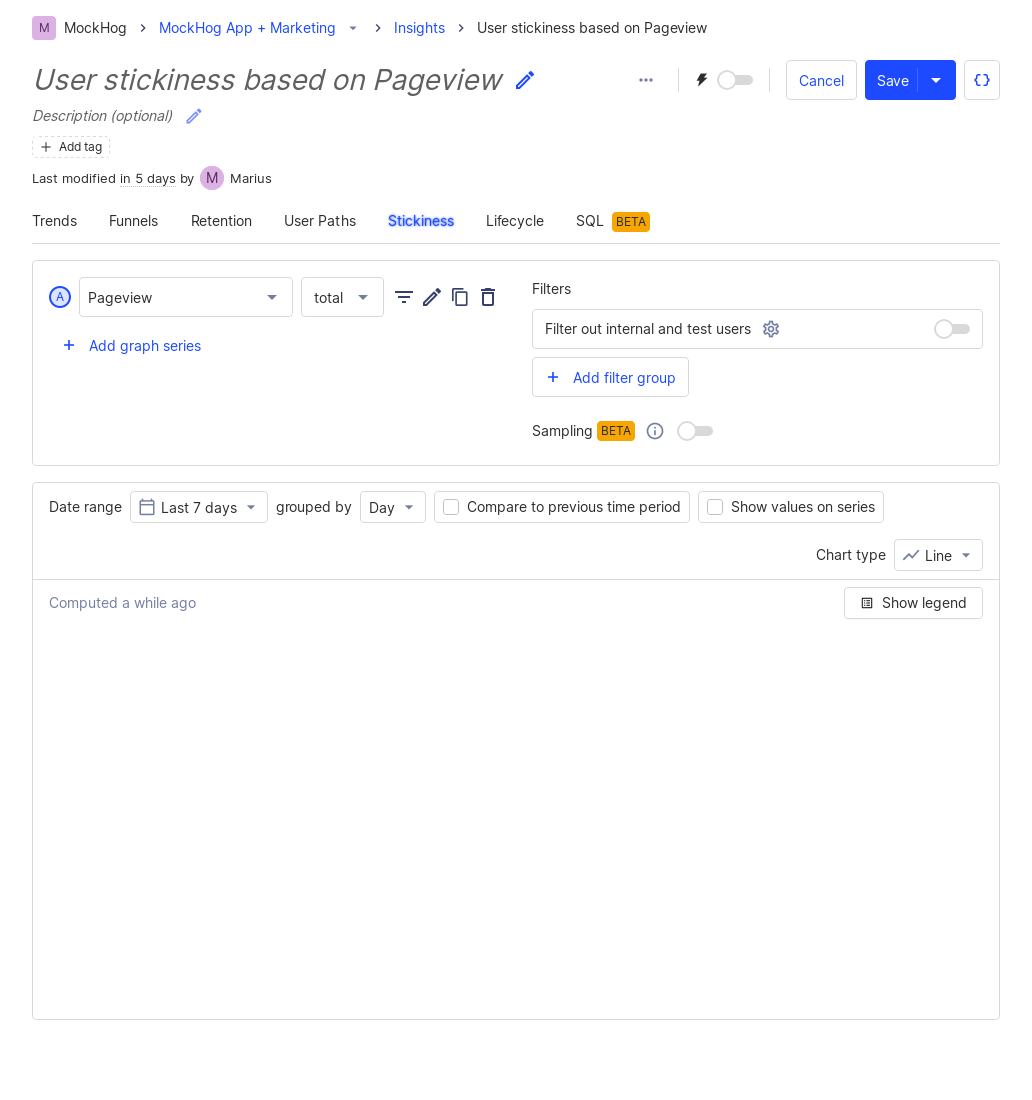 M MockHog MockHog App + Marketing Insights User stickiness based on Pageview
User stickiness based on Pageview Cancel Save
Description (optional)
Add tag
Last modified in 5 days by M Marius
Trends Funnels Retention User Paths Stickiness Lifecycle SQL BETA
A Pageview total
Add graph series
Filters
Filter out internal and test users
Add filter group
Sampling BETA
Date range Last 7 days grouped by Day Compare to previous time period Show values on series
Chart type Line
Computed a while ago Show legend